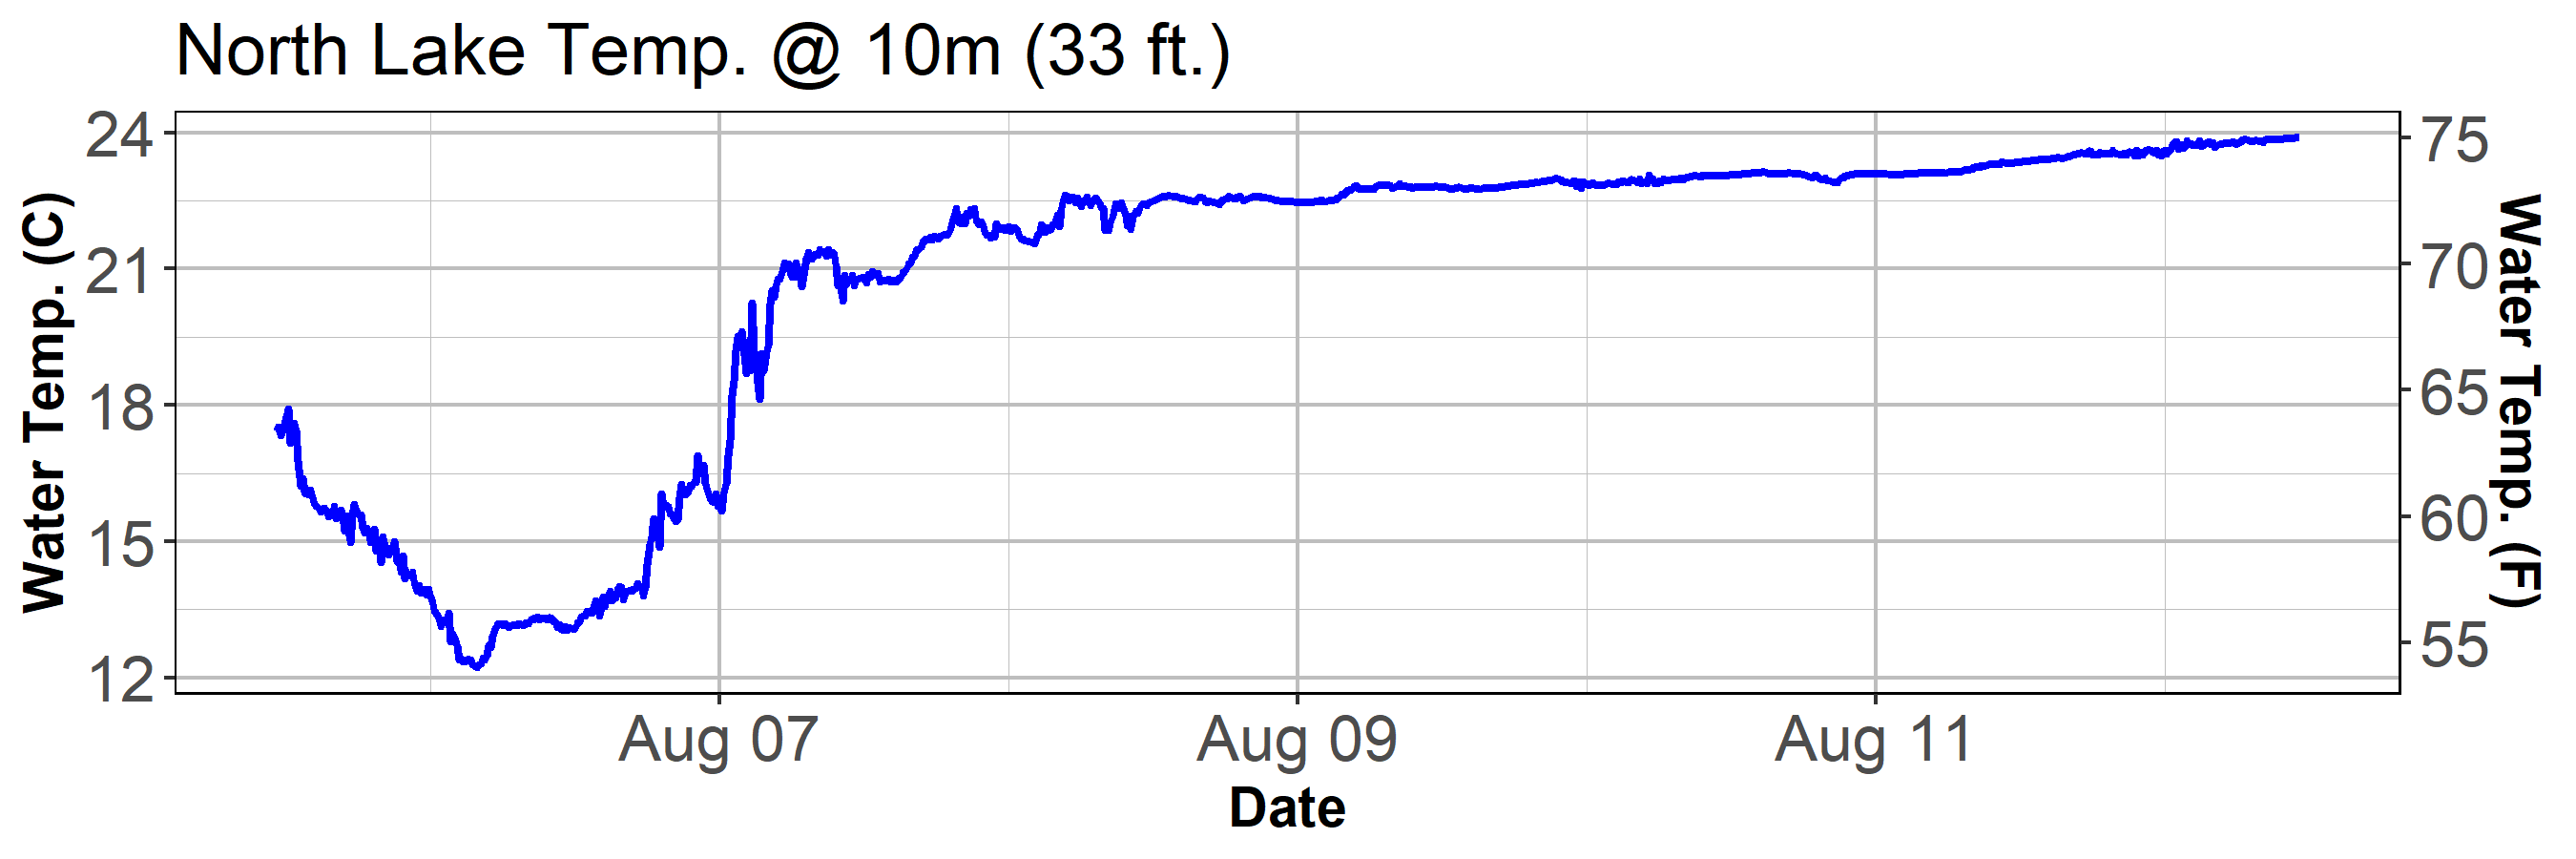 North Lake Temp. @ 10m (33 ft.)
Water Temp. (C)
24
21
18
15
12
75
70
65
60
55
Water Temp. (F)
Aug 07
Aug 09
Aug 11
Date